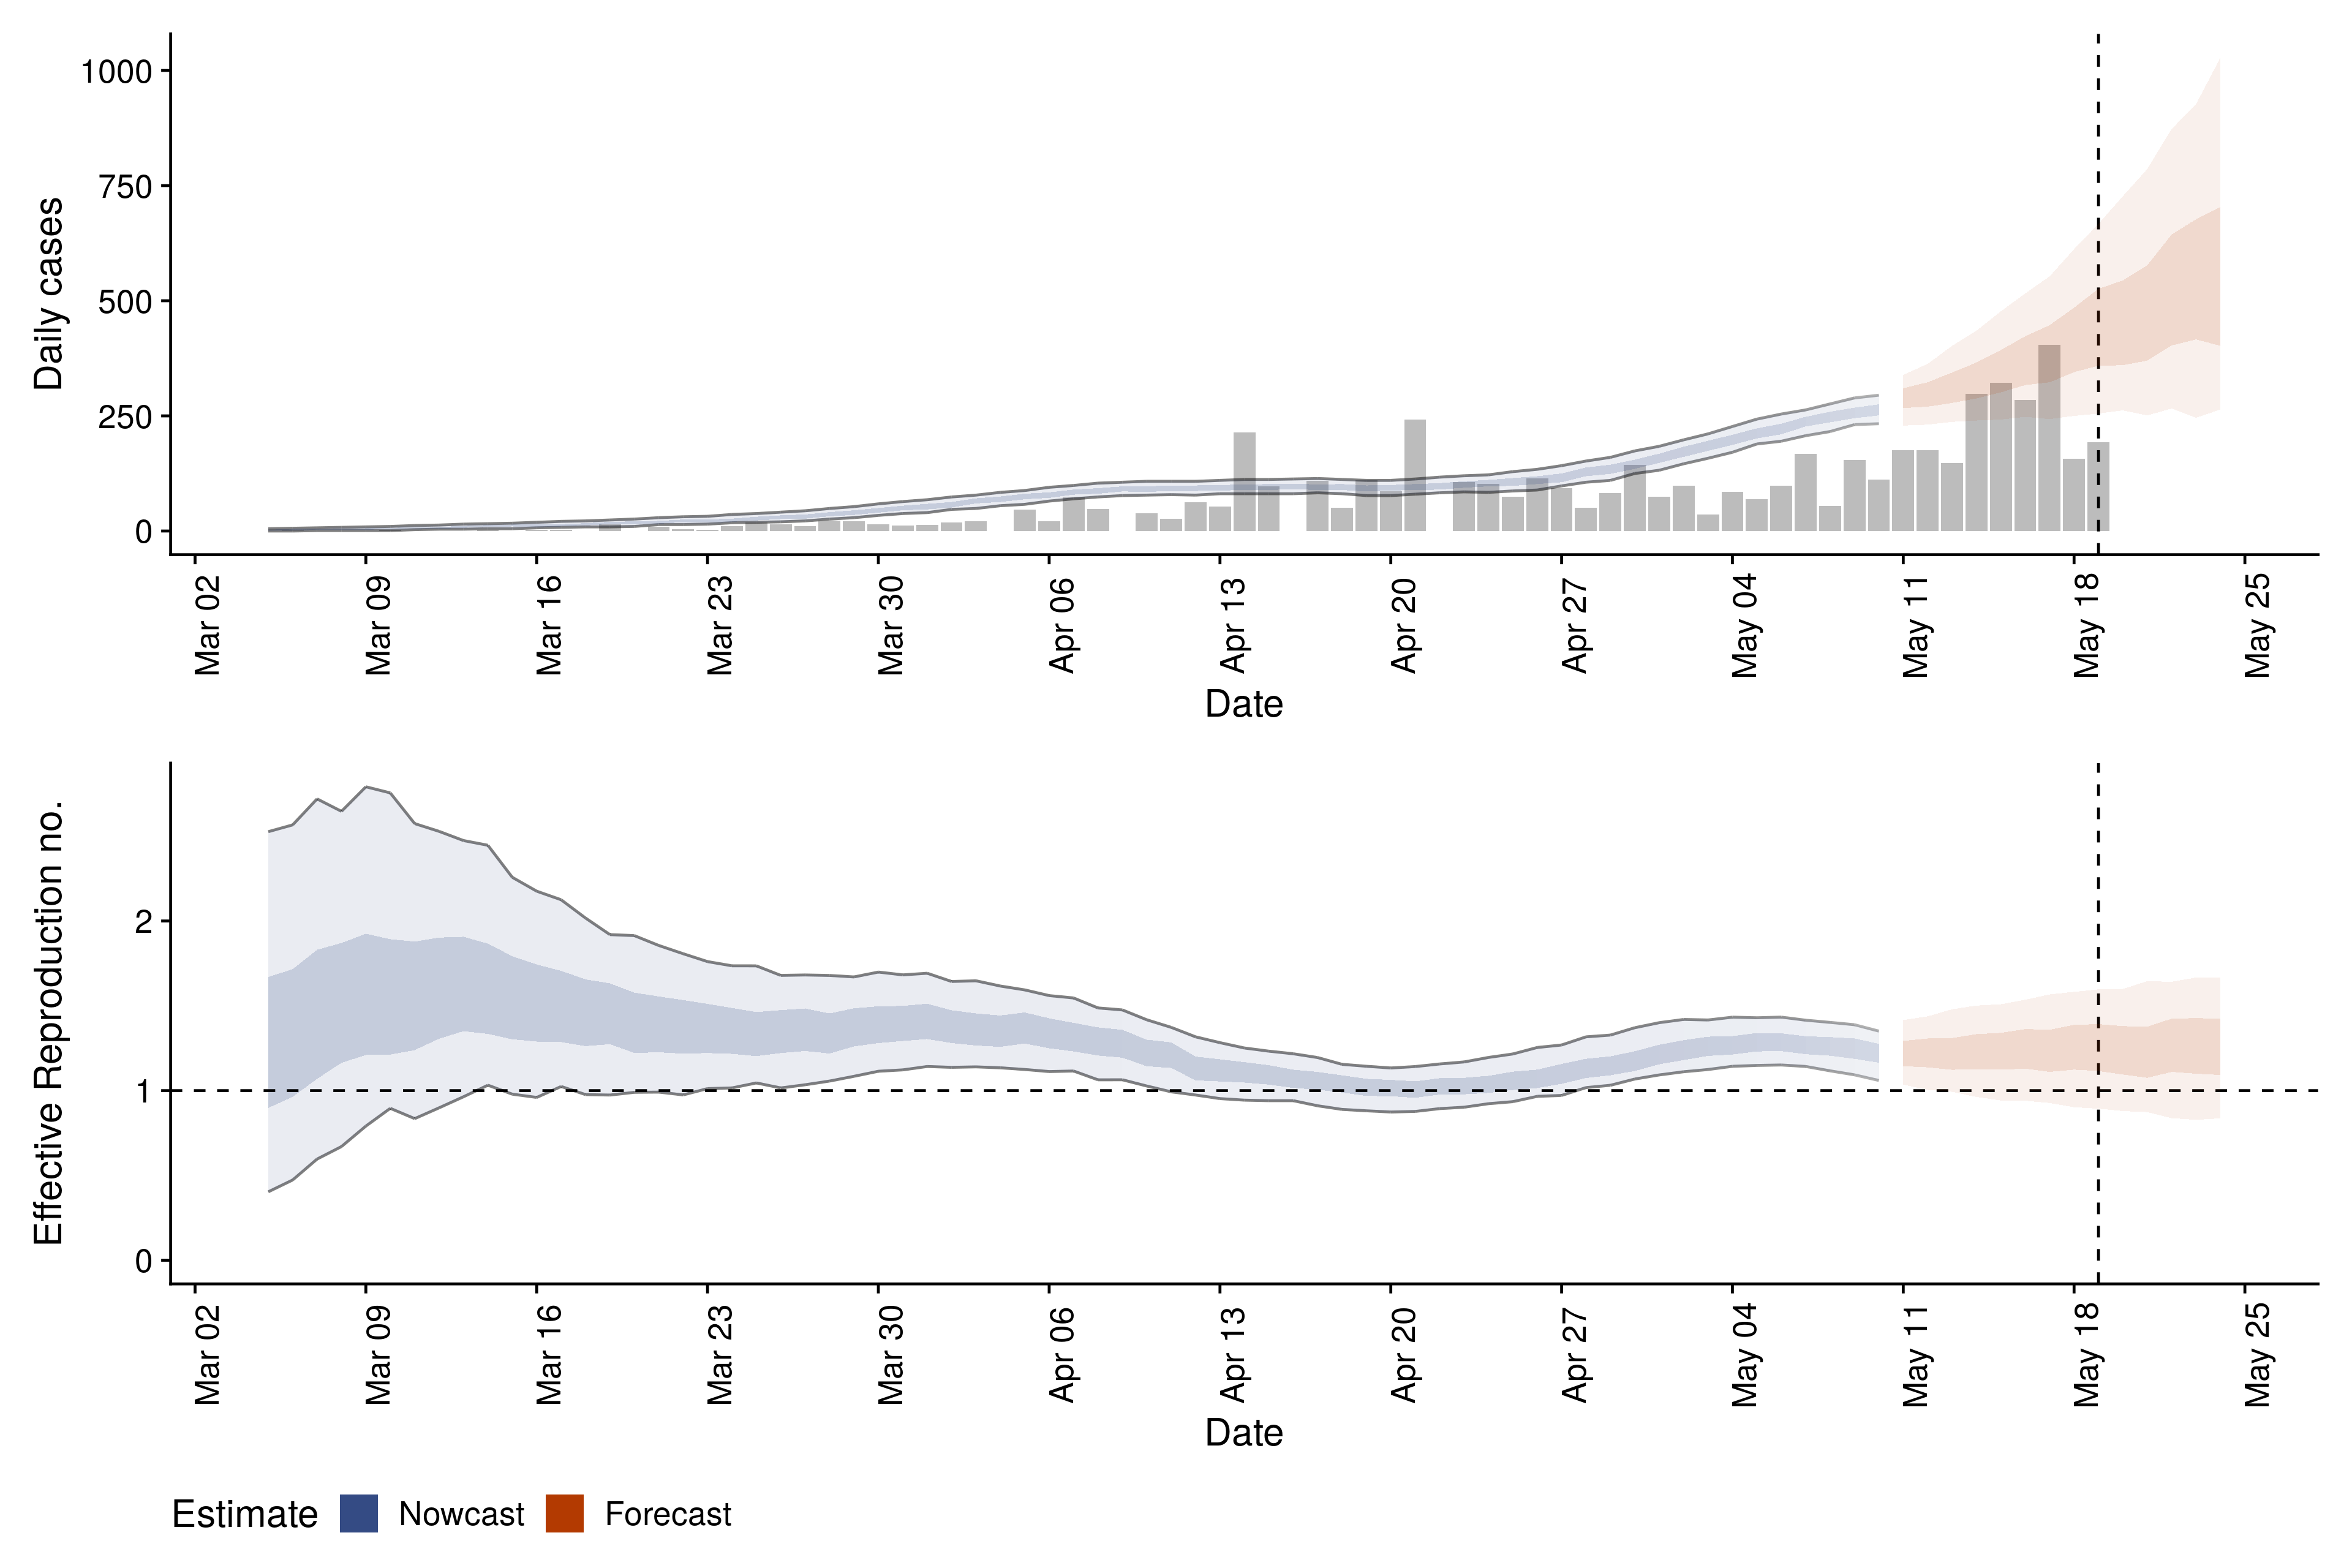 Daily cases
1000
750
500
250
0
Mar 02
Mar 09
Mar 16
Mar 23
Mar 30
Apr 06
Apr 13
Apr 20
Apr 27
May 04
May 11
May 18
May 25
Date
Effective Reproduction no.
2
1
0
Mar 02
Mar 09
Mar 16
Mar 23
Mar 30
Apr 06
Apr 13
Apr 20
Apr 27
May 04
May 11
May 18
May 25
Date
Estimate Nowcast Forecast